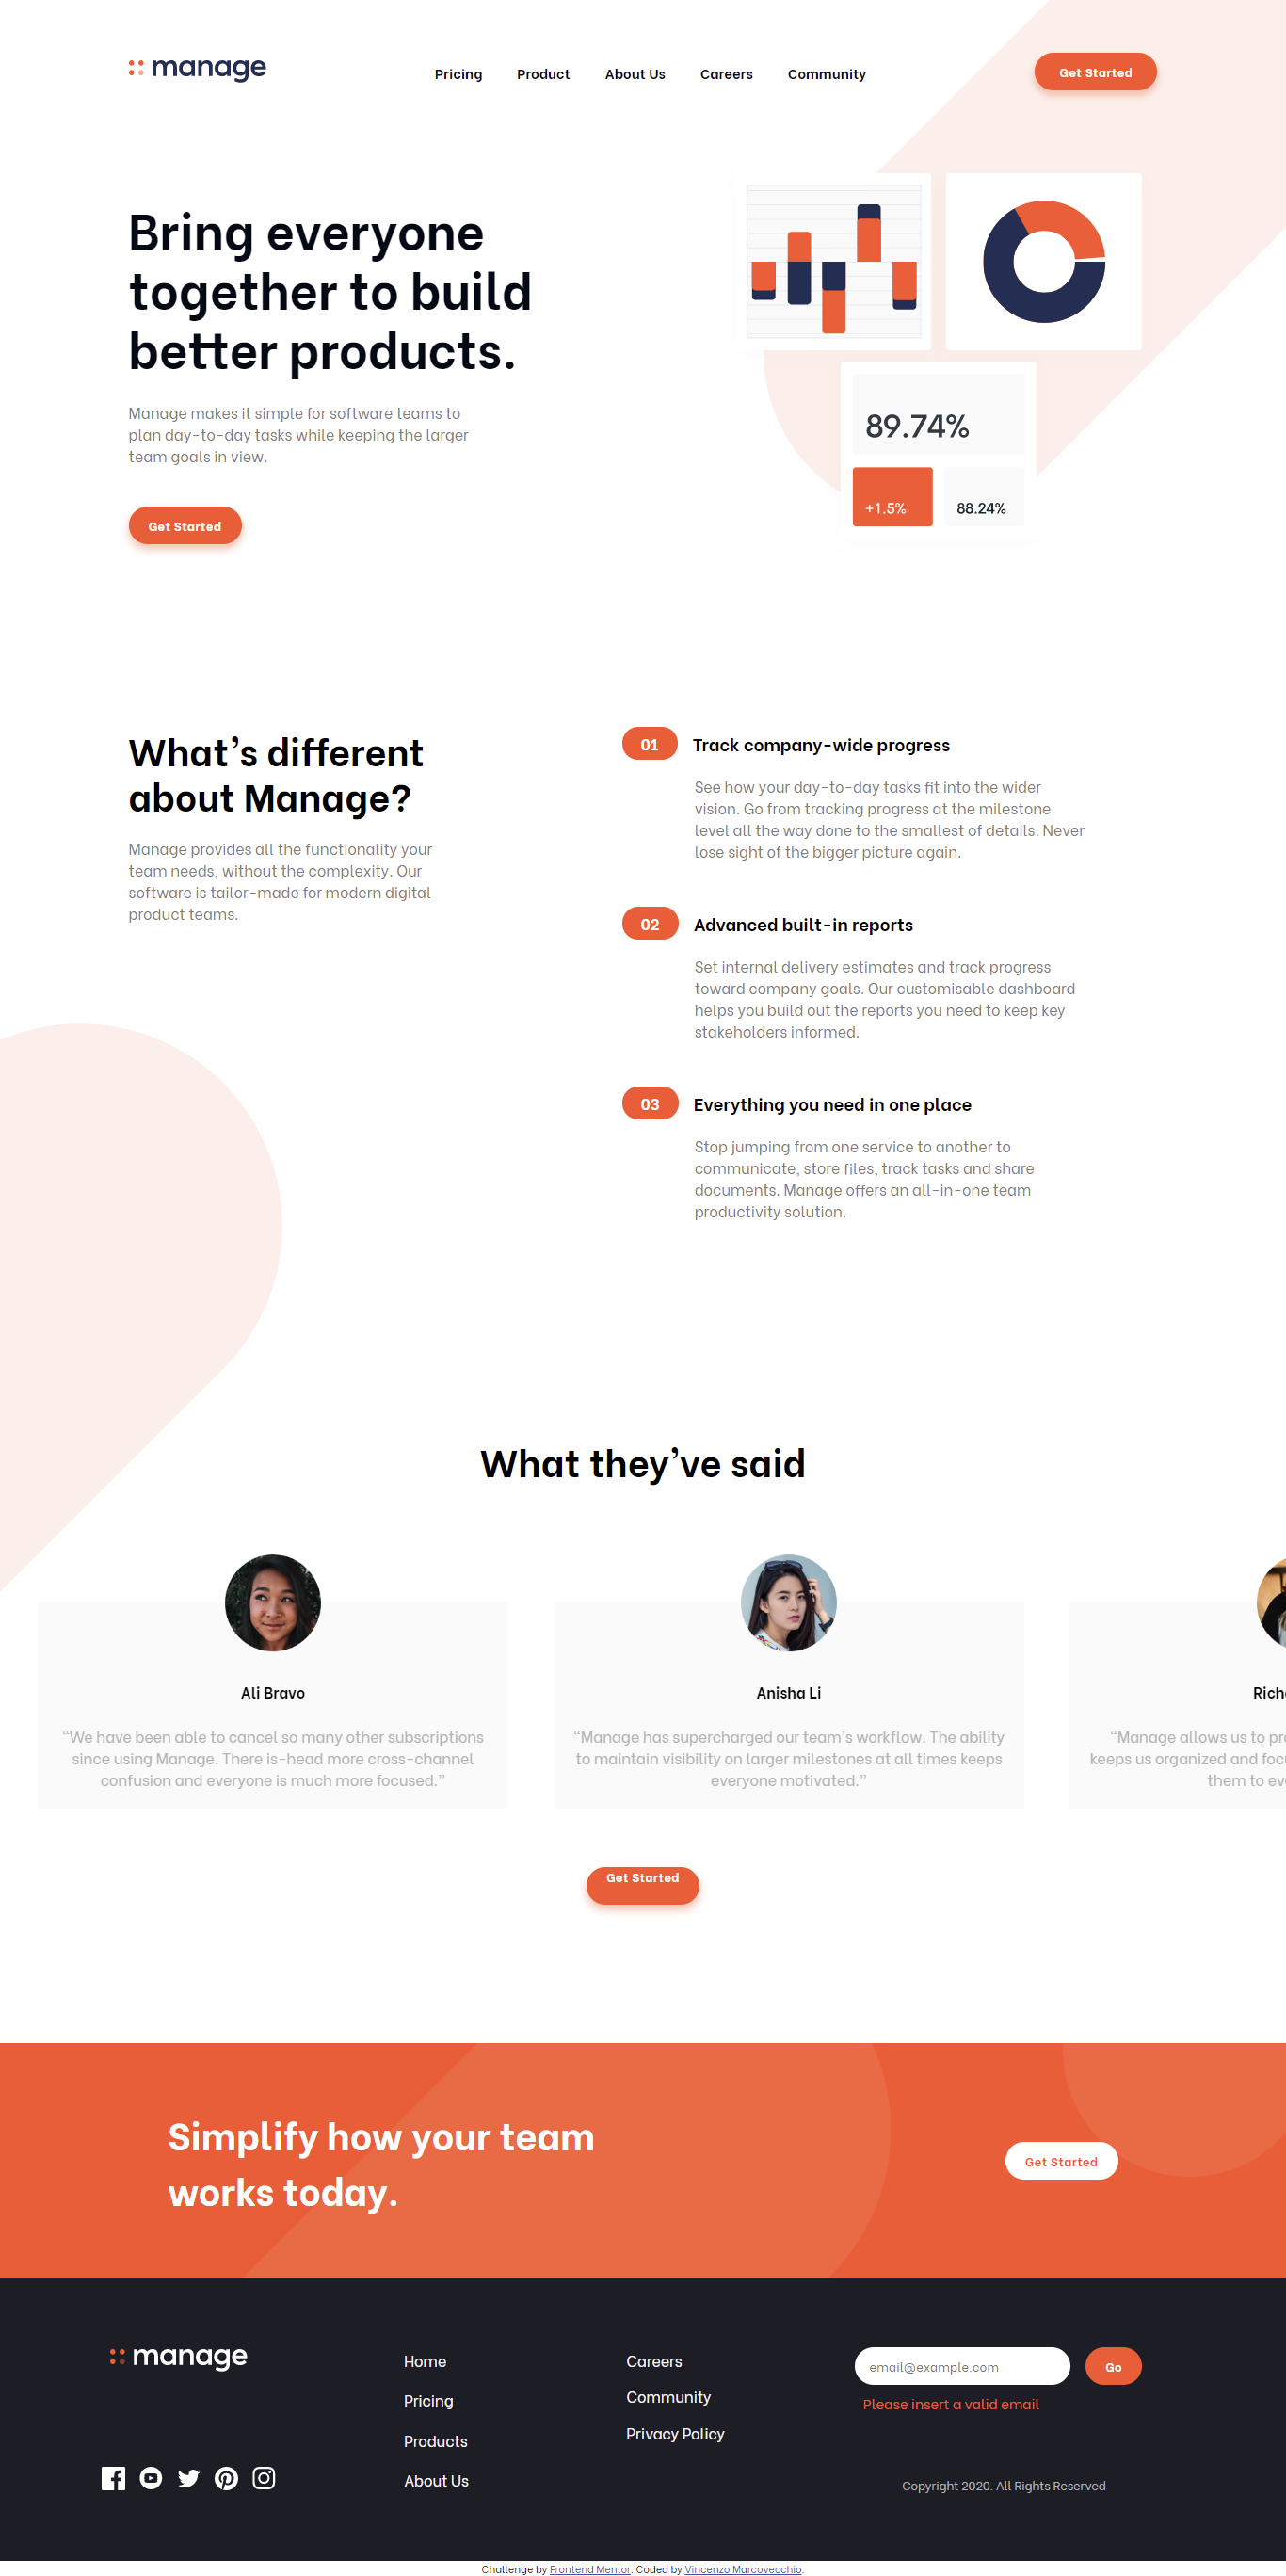 manage
Pricing Product About Us Careers Community
Get Started
Bring everyone
together to build
better products.
Manage makes it simple for software teams to
plan day-to-day tasks while keeping the larger
team goals in view.
Get Started
89.74%
+1.5%
88.24%
What's different
about Manage?
Manage provides all the functionality your
team needs, without the complexity. Our
software is tailor-made for modern digital
product teams.
01 Track company-wide progress
See how your day-to-day tasks fit into the wider
vision. Go from tracking progress at the milestone
level all the way done to the smallest of details. Never
lose sight of the bigger picture again.
02 Advanced built-in reports
Set internal delivery estimates and track progress
toward company goals. Our customisable dashboard
helps you build out the reports you need to keep key
stakeholders informed.
03 Everything you need in one place
Stop jumping from one service to another to
communicate, store files, track tasks and share
documents. Manage offers an all-in-one team
productivity solution.
What they've said
Ali Bravo
“We have been able to cancel so many other subscriptions
since using Manage. There is-head more cross-channel
confusion and everyone is much more focused.”
Anisha Li
“Manage has supercharged our team's workflow. The ability
to maintain visibility on larger milestones at all times keeps
everyone motivated.”
“Manage allows us to
keeps us organized and
them to
Get Started
Simplify how your team
works today.
Get Started
manage
Home
Pricing
Products
About Us
Careers
Community
Privacy Policy
email@example.com
Go
Please insert a valid email
Copyright 2020. All Rights Reserved
Challenge by Frontend Mentor. Coded by Vincenzo Marcovecchio.